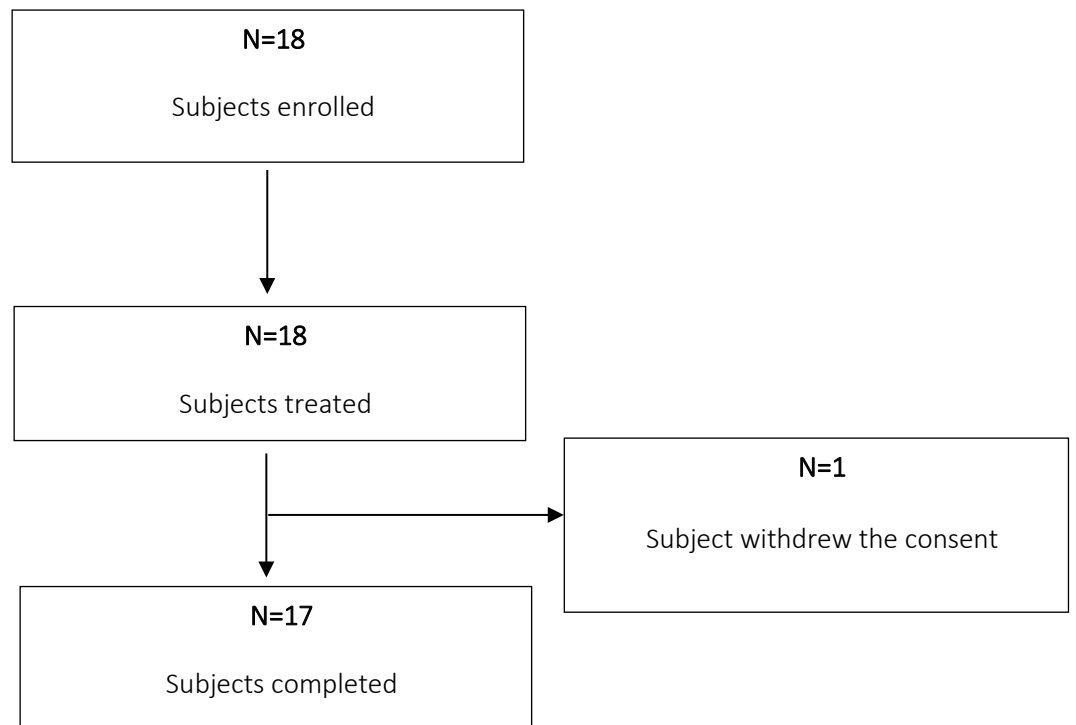 N=18
Subjects enrolled
N=18
Subjects treated
N=1
Subject withdrew the consent
N=17
Subjects completed